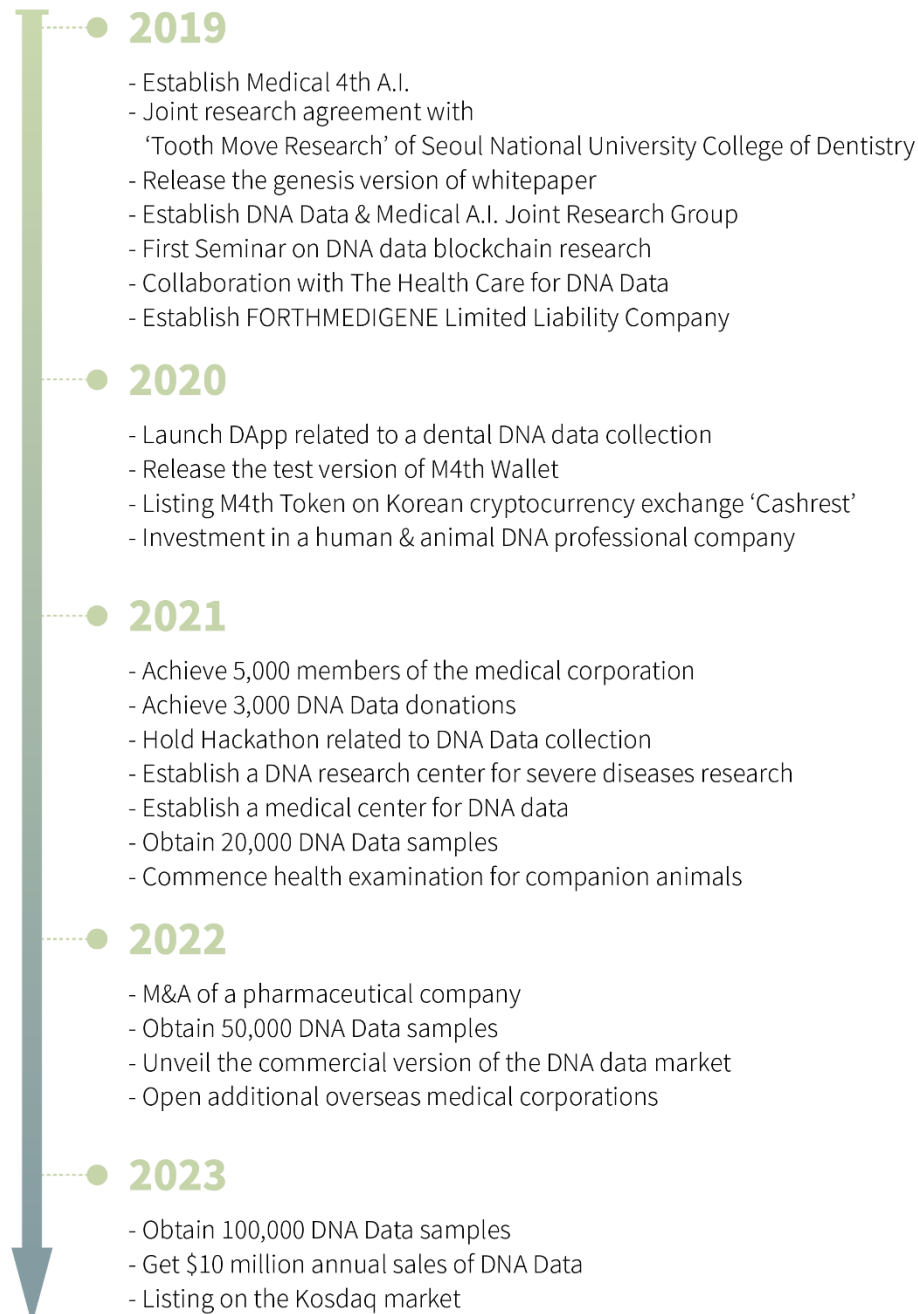 2019
- Establish Medical 4th A.I.
- Joint research agreement with
‘Tooth Move Research’ of Seoul National University College of Dentistry
- Release the genesis version of whitepaper
- Establish DNA Data & Medical A.I. Joint Research Group
- First Seminar on DNA data blockchain research
- Collaboration with The Health Care for DNA Data
- Establish FORTHMEDIGENE Limited Liability Company
2020
- Launch DApp related to a dental DNA data collection
- Release the test version of M4th Wallet
- Listing M4th Token on Korean cryptocurrency exchange ‘Cashrest’
- Investment in a human & animal DNA professional company
2021
- Achieve 5,000 members of the medical corporation
- Achieve 3,000 DNA Data donations
- Hold Hackathon related to DNA Data collection
- Establish a DNA research center for severe diseases research
- Establish a medical center for DNA data
- Obtain 20,000 DNA Data samples
- Commence health examination for companion animals
2022
- M&A of a pharmaceutical company
- Obtain 50,000 DNA Data samples
- Unveil the commercial version of the DNA data market
- Open additional overseas medical corporations
2023
- Obtain 100,000 DNA Data samples
- Get $10 million annual sales of DNA Data
- Listing on the Kosdaq market